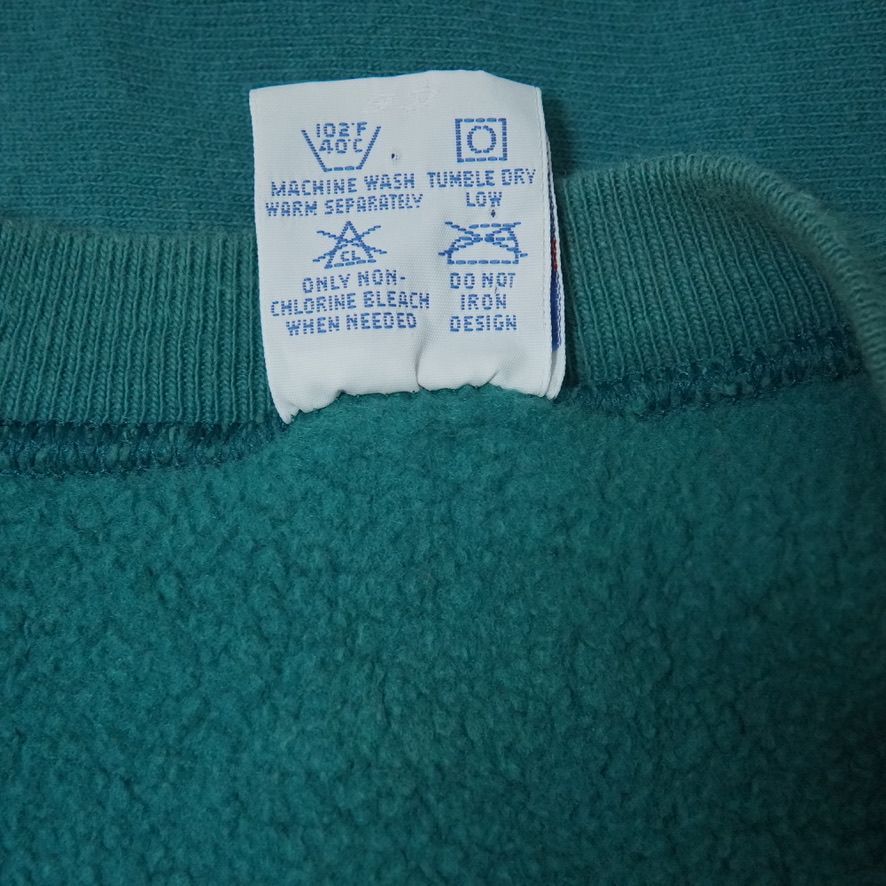 102°F
40°C
MACHINE WASH
WARM SEPARATELY
TUMBLE DRY
LOW
CL
ONLY NON-
CHLORINE BLEACH
WHEN NEEDED
DO NOT
IRON
DESIGN